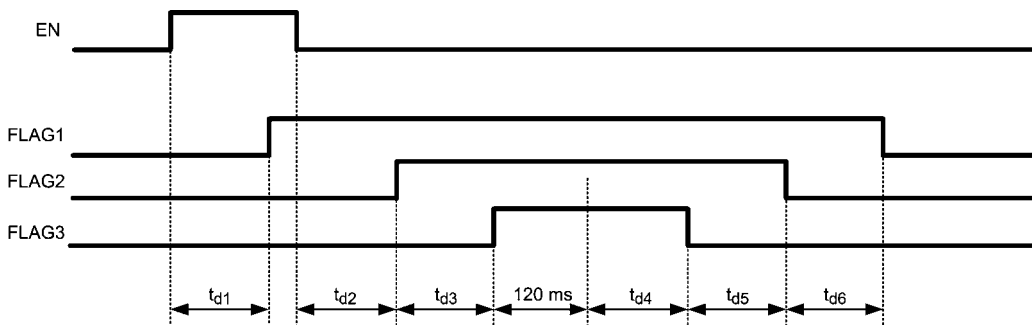 EN
FLAG1
FLAG2
FLAG3
td1 td2 td3 120 ms td4 td5 td6